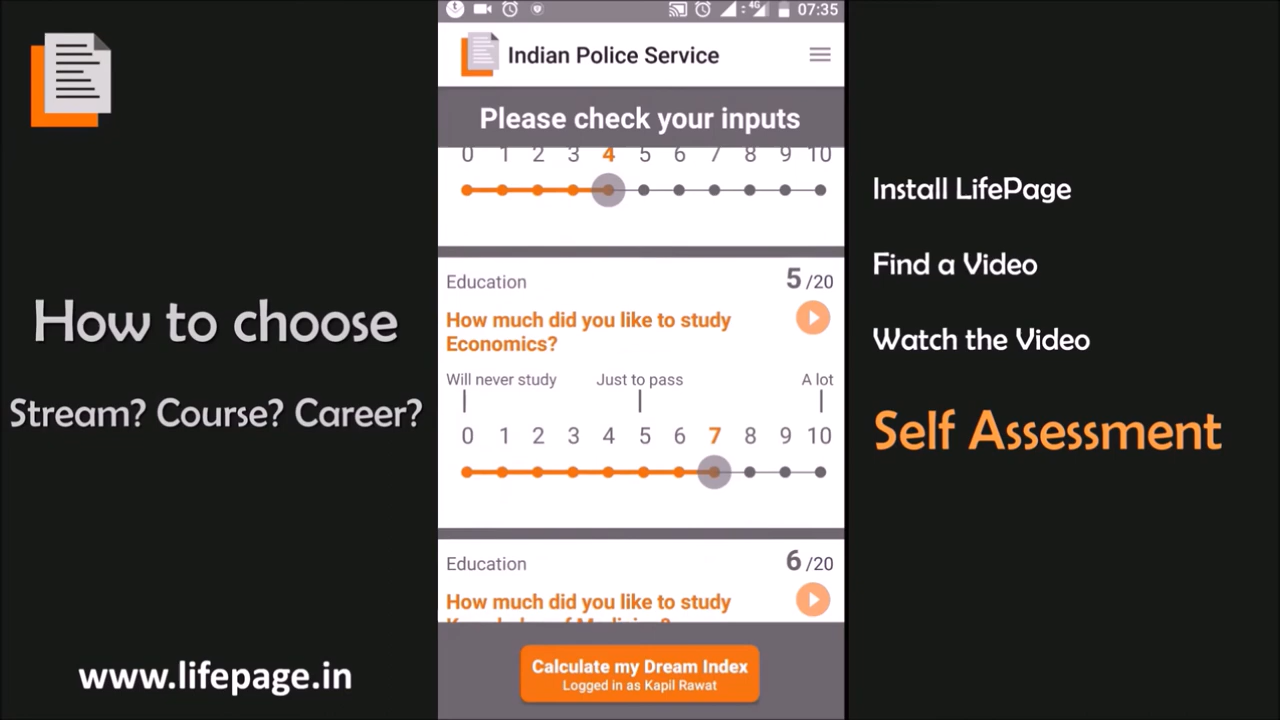 How to choose
Stream? Course? Career?
www.lifepage.in
4G
07:35
Indian Police Service
Please check your inputs
0 1 2 3 4 5 6 7 8 9 10
Education
5 /20
How much did you like to study
Economics?
Will never study Just to pass A lot
0 1 2 3 4 5 6 7 8 9 10
Education
6 /20
How much did you like to study
Calculate my Dream Index
Logged in as Kapil Rawat
Install LifePage
Find a Video
Watch the Video
Self Assessment